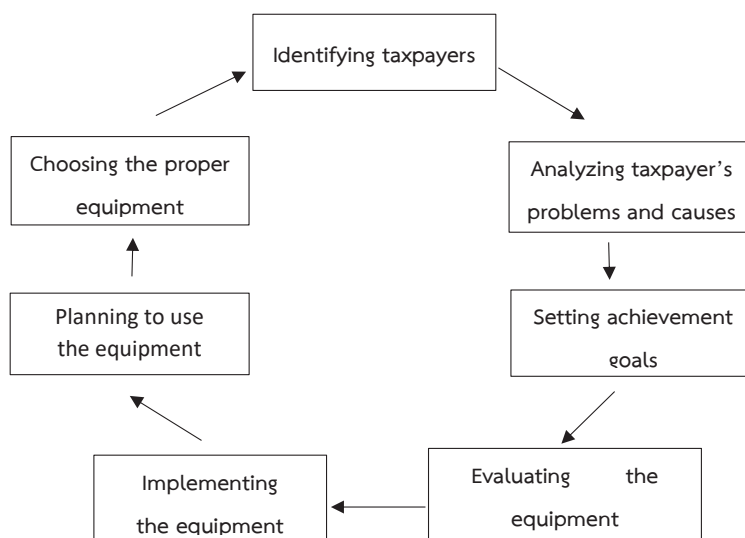 Identifying taxpayers
Choosing the proper
equipment
Analyzing taxpayer's
problems and causes
Planning to use
the equipment
Setting achievement
goals
Implementing
the equipment
Evaluating the
equipment